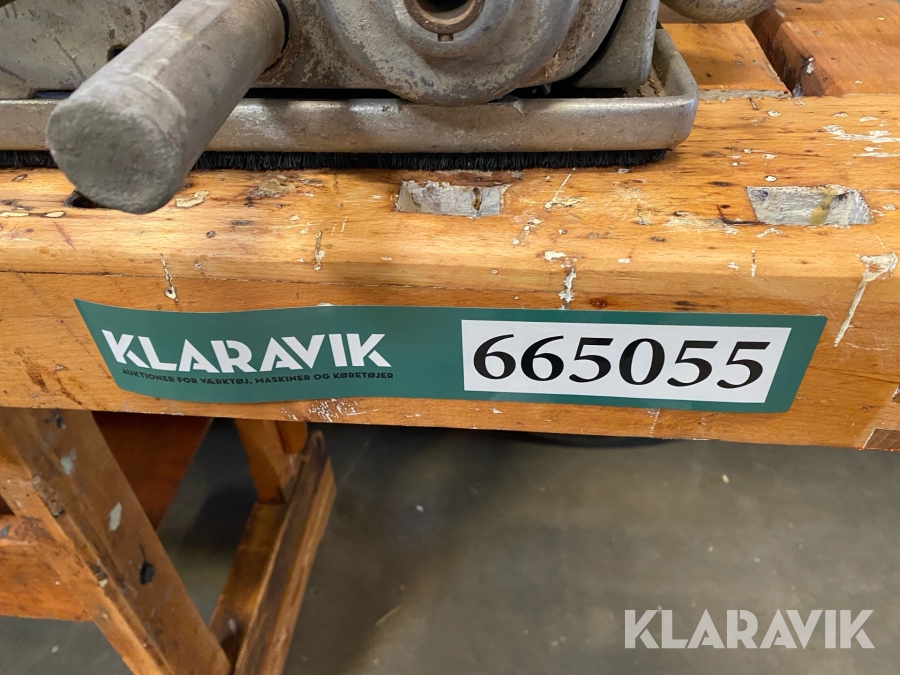 KLARAVIK
AUKTIONER FOR VÆRKTØJ, MASKINER OG KØRETØJER
665055
KLARAVIK